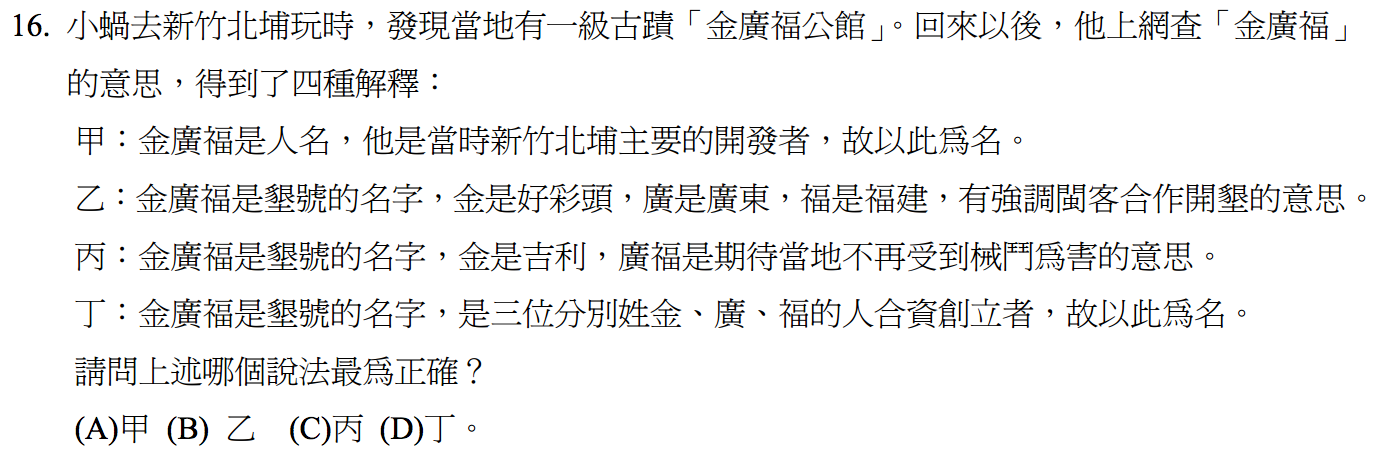 16. 小蝸去新竹北埔玩時，發現當地有一級古蹟「金廣福公館」。回來以後，他上網查「金廣福」
的意思，得到了四種解釋：
甲：金廣福是人名，他是當時新竹北埔主要的開發者，故以此為名。
乙：金廣福是墾號的名字，金是好彩頭，廣是廣東，福是福建，有強調閩客合作開墾的意思。
丙：金廣福是墾號的名字，金是吉利，廣福是期待當地不再受到械鬥為害的意思。
丁：金廣福是墾號的名字，是三位分別姓金、廣、福的人合資創立者，故以此為名。
請問上述哪個說法最為正確？
(A)甲 (B) 乙 (C)丙 (D)丁。